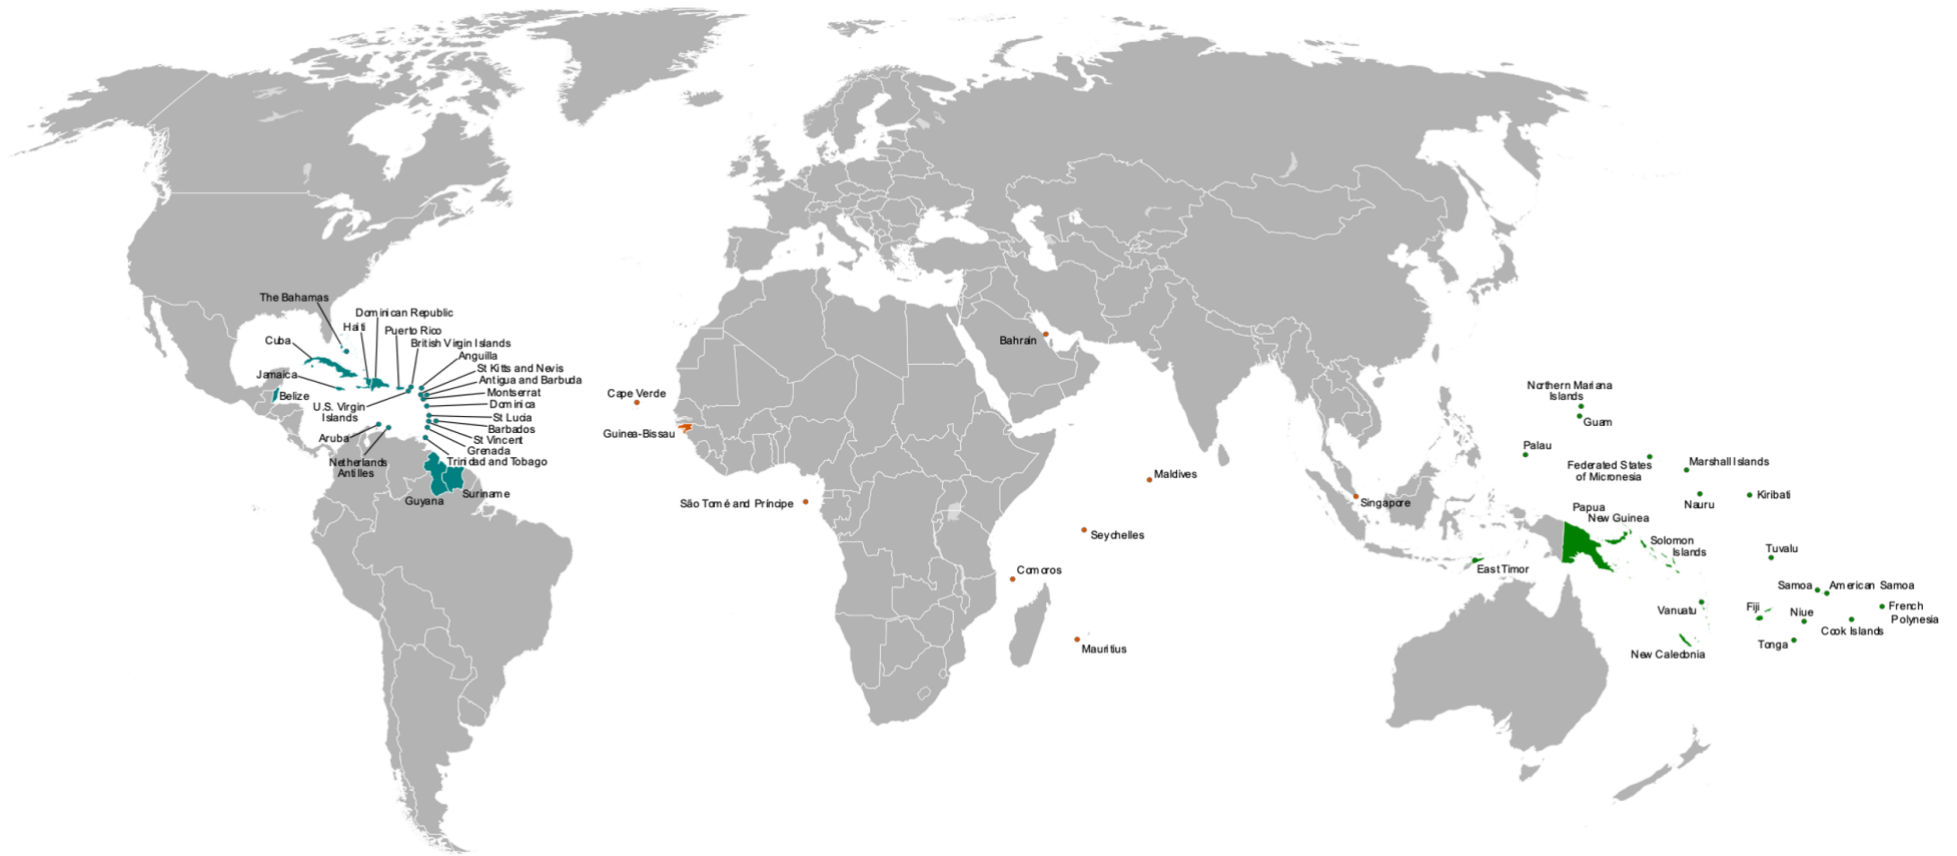 The Bahamas
Dominican Republic
Haiti
Puerto Rico
Cuba
British Virgin Islands
Anguilla
St Kitts and Nevis
Jamaica
Antigua and Barbuda
Belize
Montserrat
U.S. Virgin
Islands
Dominica
St Lucia
Barbados
Aruba
St Vincent
Grenada
Netherlands
Antilles
Trinidad and Tobago
Guyana
Suriname
Cape Verde
Guinea-Bissau
São Tomé and Príncipe
Bahrain
Maldives
Seychelles
Comoros
Mauritius
Singapore
Northern Mariana
Islands
Guam
Palau
Federated States
of Micronesia
Marshall Islands
Nauru
Kiribati
Papua
New Guinea
Solomon
Islands
East Timor
Tuvalu
Samoa
American Samoa
Vanuatu
Fiji
Niue
French
Polynesia
Cook Islands
Tonga
New Caledonia